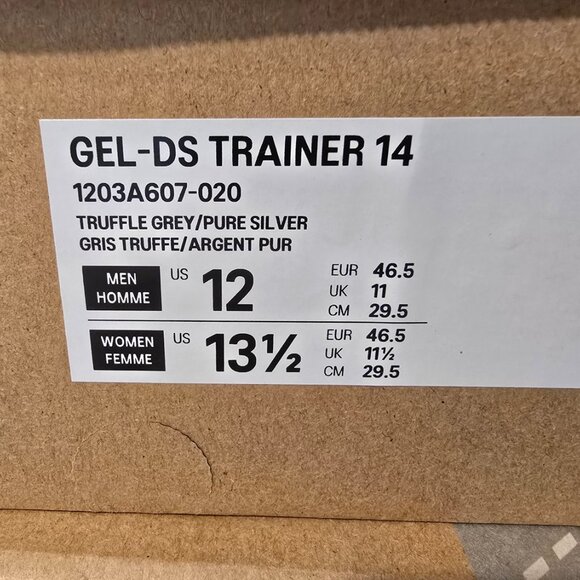 GEL-DS TRAINER 14
1203A607-020
TRUFFLE GREY/PURE SILVER
GRIS TRUFFE/ARGENT PUR
MEN HOMME US 12 EUR 46.5
UK 11
CM 29.5
WOMEN FEMME US 13½ EUR 46.5
UK 11½
CM 29.5